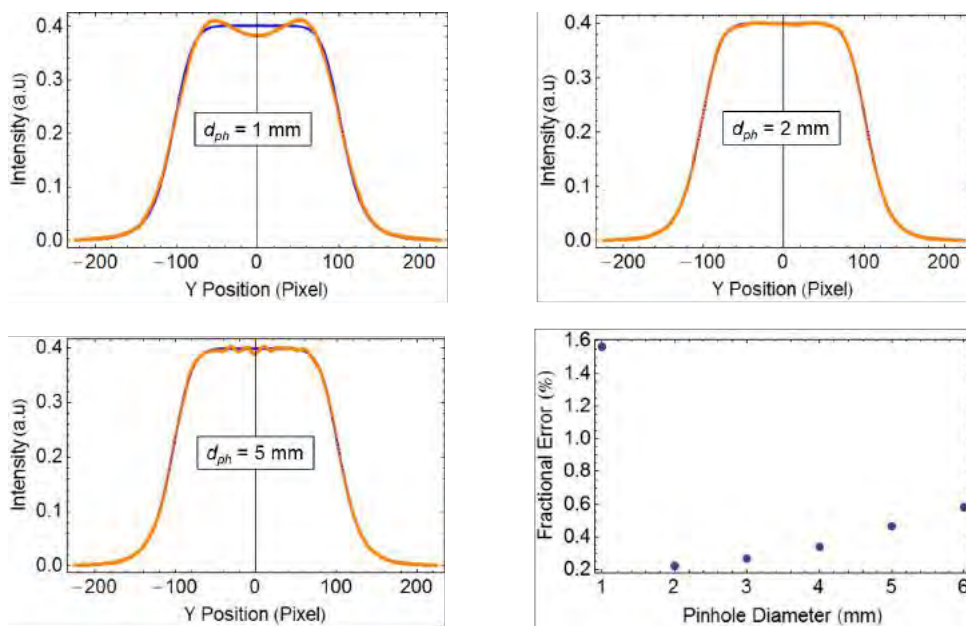 0.4
0.3
0.2
0.1
0.0
Intensity (a.u)
d_ph = 1 mm
−200 −100 0 100 200
Y Position (Pixel)
0.4
0.3
0.2
0.1
0.0
Intensity (a.u)
d_ph = 2 mm
−200 −100 0 100 200
Y Position (Pixel)
0.4
0.3
0.2
0.1
0.0
Intensity (a.u)
d_ph = 5 mm
−200 −100 0 100 200
Y Position (Pixel)
1.6
1.4
1.2
1.0
0.8
0.6
0.4
0.2
Fractional Error (%)
1 2 3 4 5 6
Pinhole Diameter (mm)